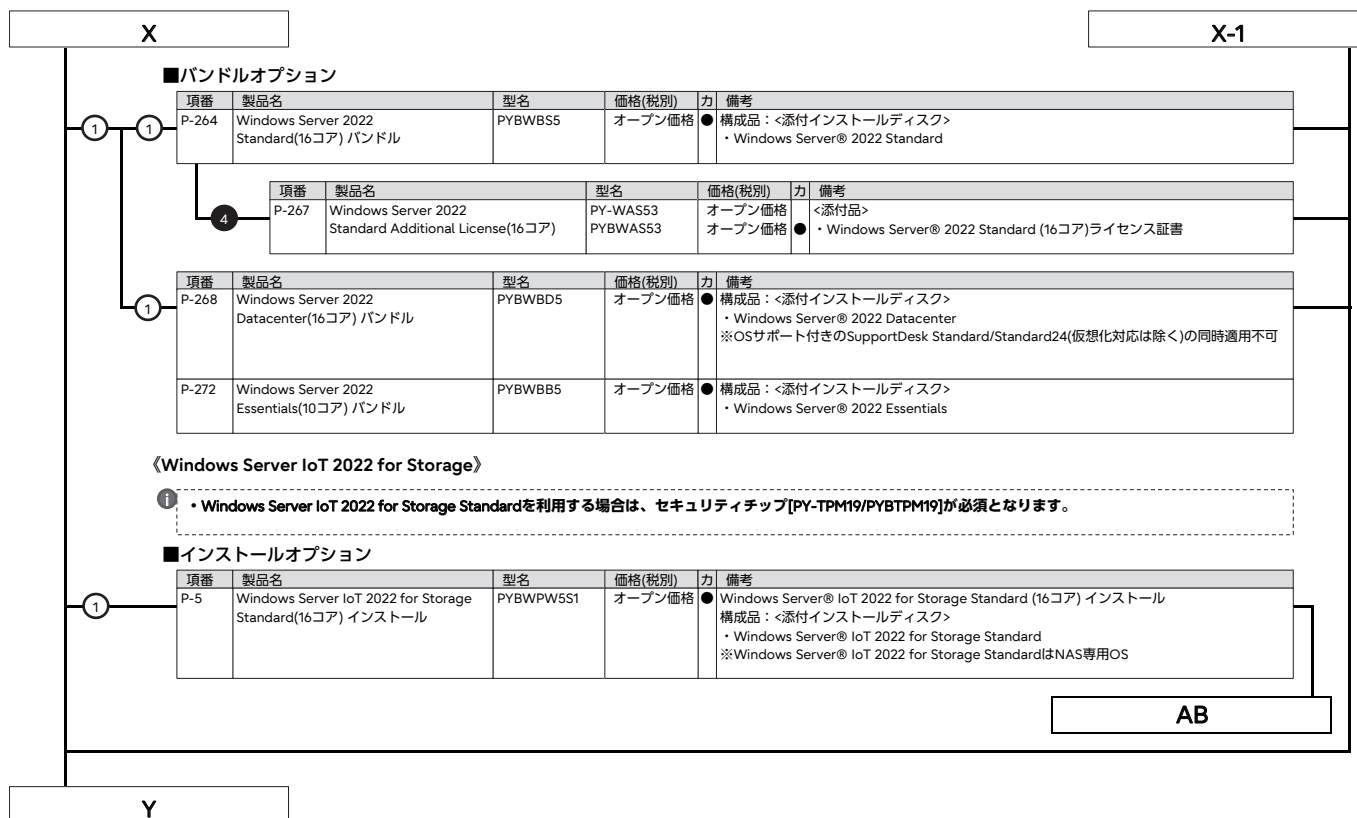 X
X-1
■バンドルオプション
項番 製品名 型名 価格(税別) カ 備考
P-264 Windows Server 2022 PYBWBS5 オープン価格 ● 構成品：<添付インストールディスク>
Standard(16コア) バンドル ・Windows Server® 2022 Standard
1 1
項番 製品名 型名 価格(税別) カ 備考
P-267 Windows Server 2022 PY-WAS53 オープン価格 <添付品>
Standard Additional License(16コア) PYBWAS53 オープン価格 ● ・Windows Server® 2022 Standard (16コア)ライセンス証書
4
項番 製品名 型名 価格(税別) カ 備考
P-268 Windows Server 2022 PYBWBD5 オープン価格 ● 構成品：<添付インストールディスク>
Datacenter(16コア) バンドル ・Windows Server® 2022 Datacenter
※OSサポート付きのSupportDesk Standard/Standard24(仮想化対応は除く)の同時適用不可
1
P-272 Windows Server 2022 PYBWBB5 オープン価格 ● 構成品：<添付インストールディスク>
Essentials(10コア) バンドル ・Windows Server® 2022 Essentials
《Windows Server IoT 2022 for Storage》
i ・Windows Server IoT 2022 for Storage Standardを利用する場合は、セキュリティチップ[PY-TPM19/PYBTPM19]が必須となります。
■インストールオプション
項番 製品名 型名 価格(税別) カ 備考
1 P-5 Windows Server IoT 2022 for Storage PYBWPW5S1 オープン価格 ● Windows Server® IoT 2022 for Storage Standard (16コア) インストール
Standard(16コア) インストール 構成品：<添付インストールディスク>
・Windows Server® IoT 2022 for Storage Standard
※Windows Server® IoT 2022 for Storage StandardはNAS専用OS
AB
Y